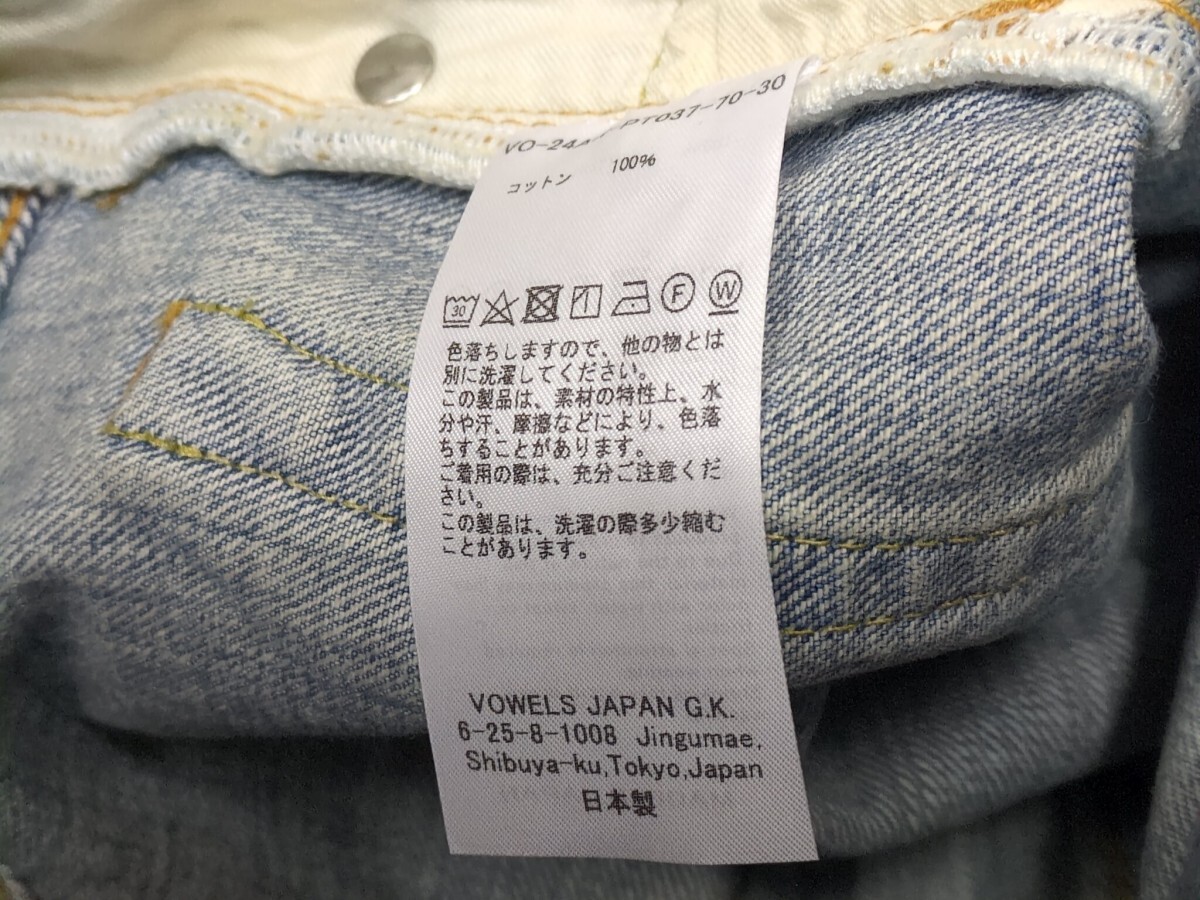 PT037-70-30
コットン 100%
30 F W
色落ちしますので、他の物とは
別に洗濯してください。
この製品は、素材の特性上、水
分や汗、摩擦などにより、色落
ちすることがあります。
ご着用の際は、充分ご注意くだ
さい。
この製品は、洗濯の際多少縮む
ことがあります。
VOWELS JAPAN G.K.
6-25-8-1008 Jingumae,
Shibuya-ku,Tokyo,Japan
日本製